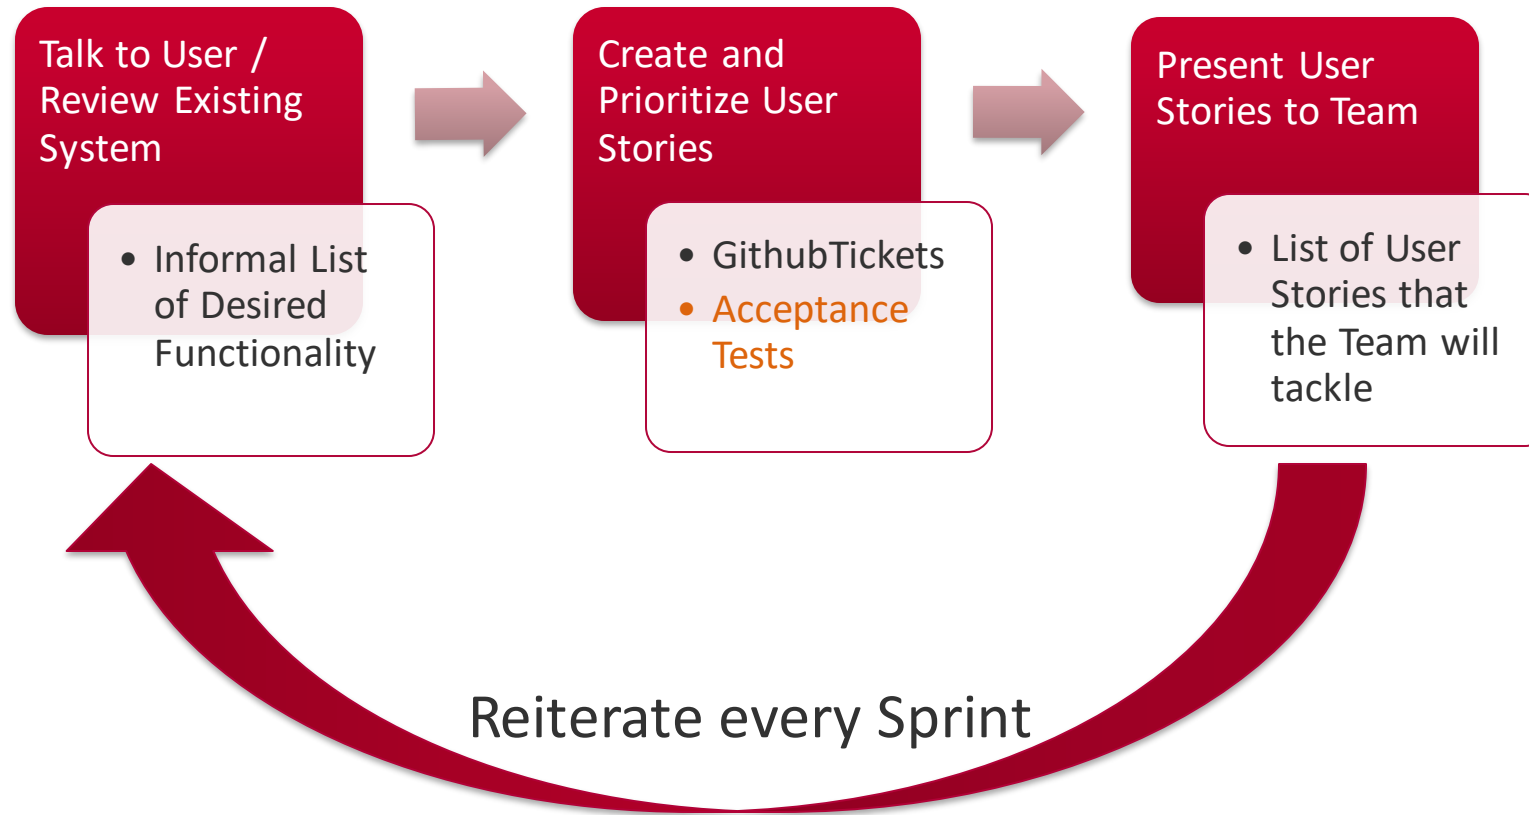 Talk to User /
Review Existing
System
• Informal List
of Desired
Functionality
Create and
Prioritize User
Stories
• GithubTickets
• Acceptance
Tests
Present User
Stories to Team
• List of User
Stories that
the Team will
tackle
Reiterate every Sprint